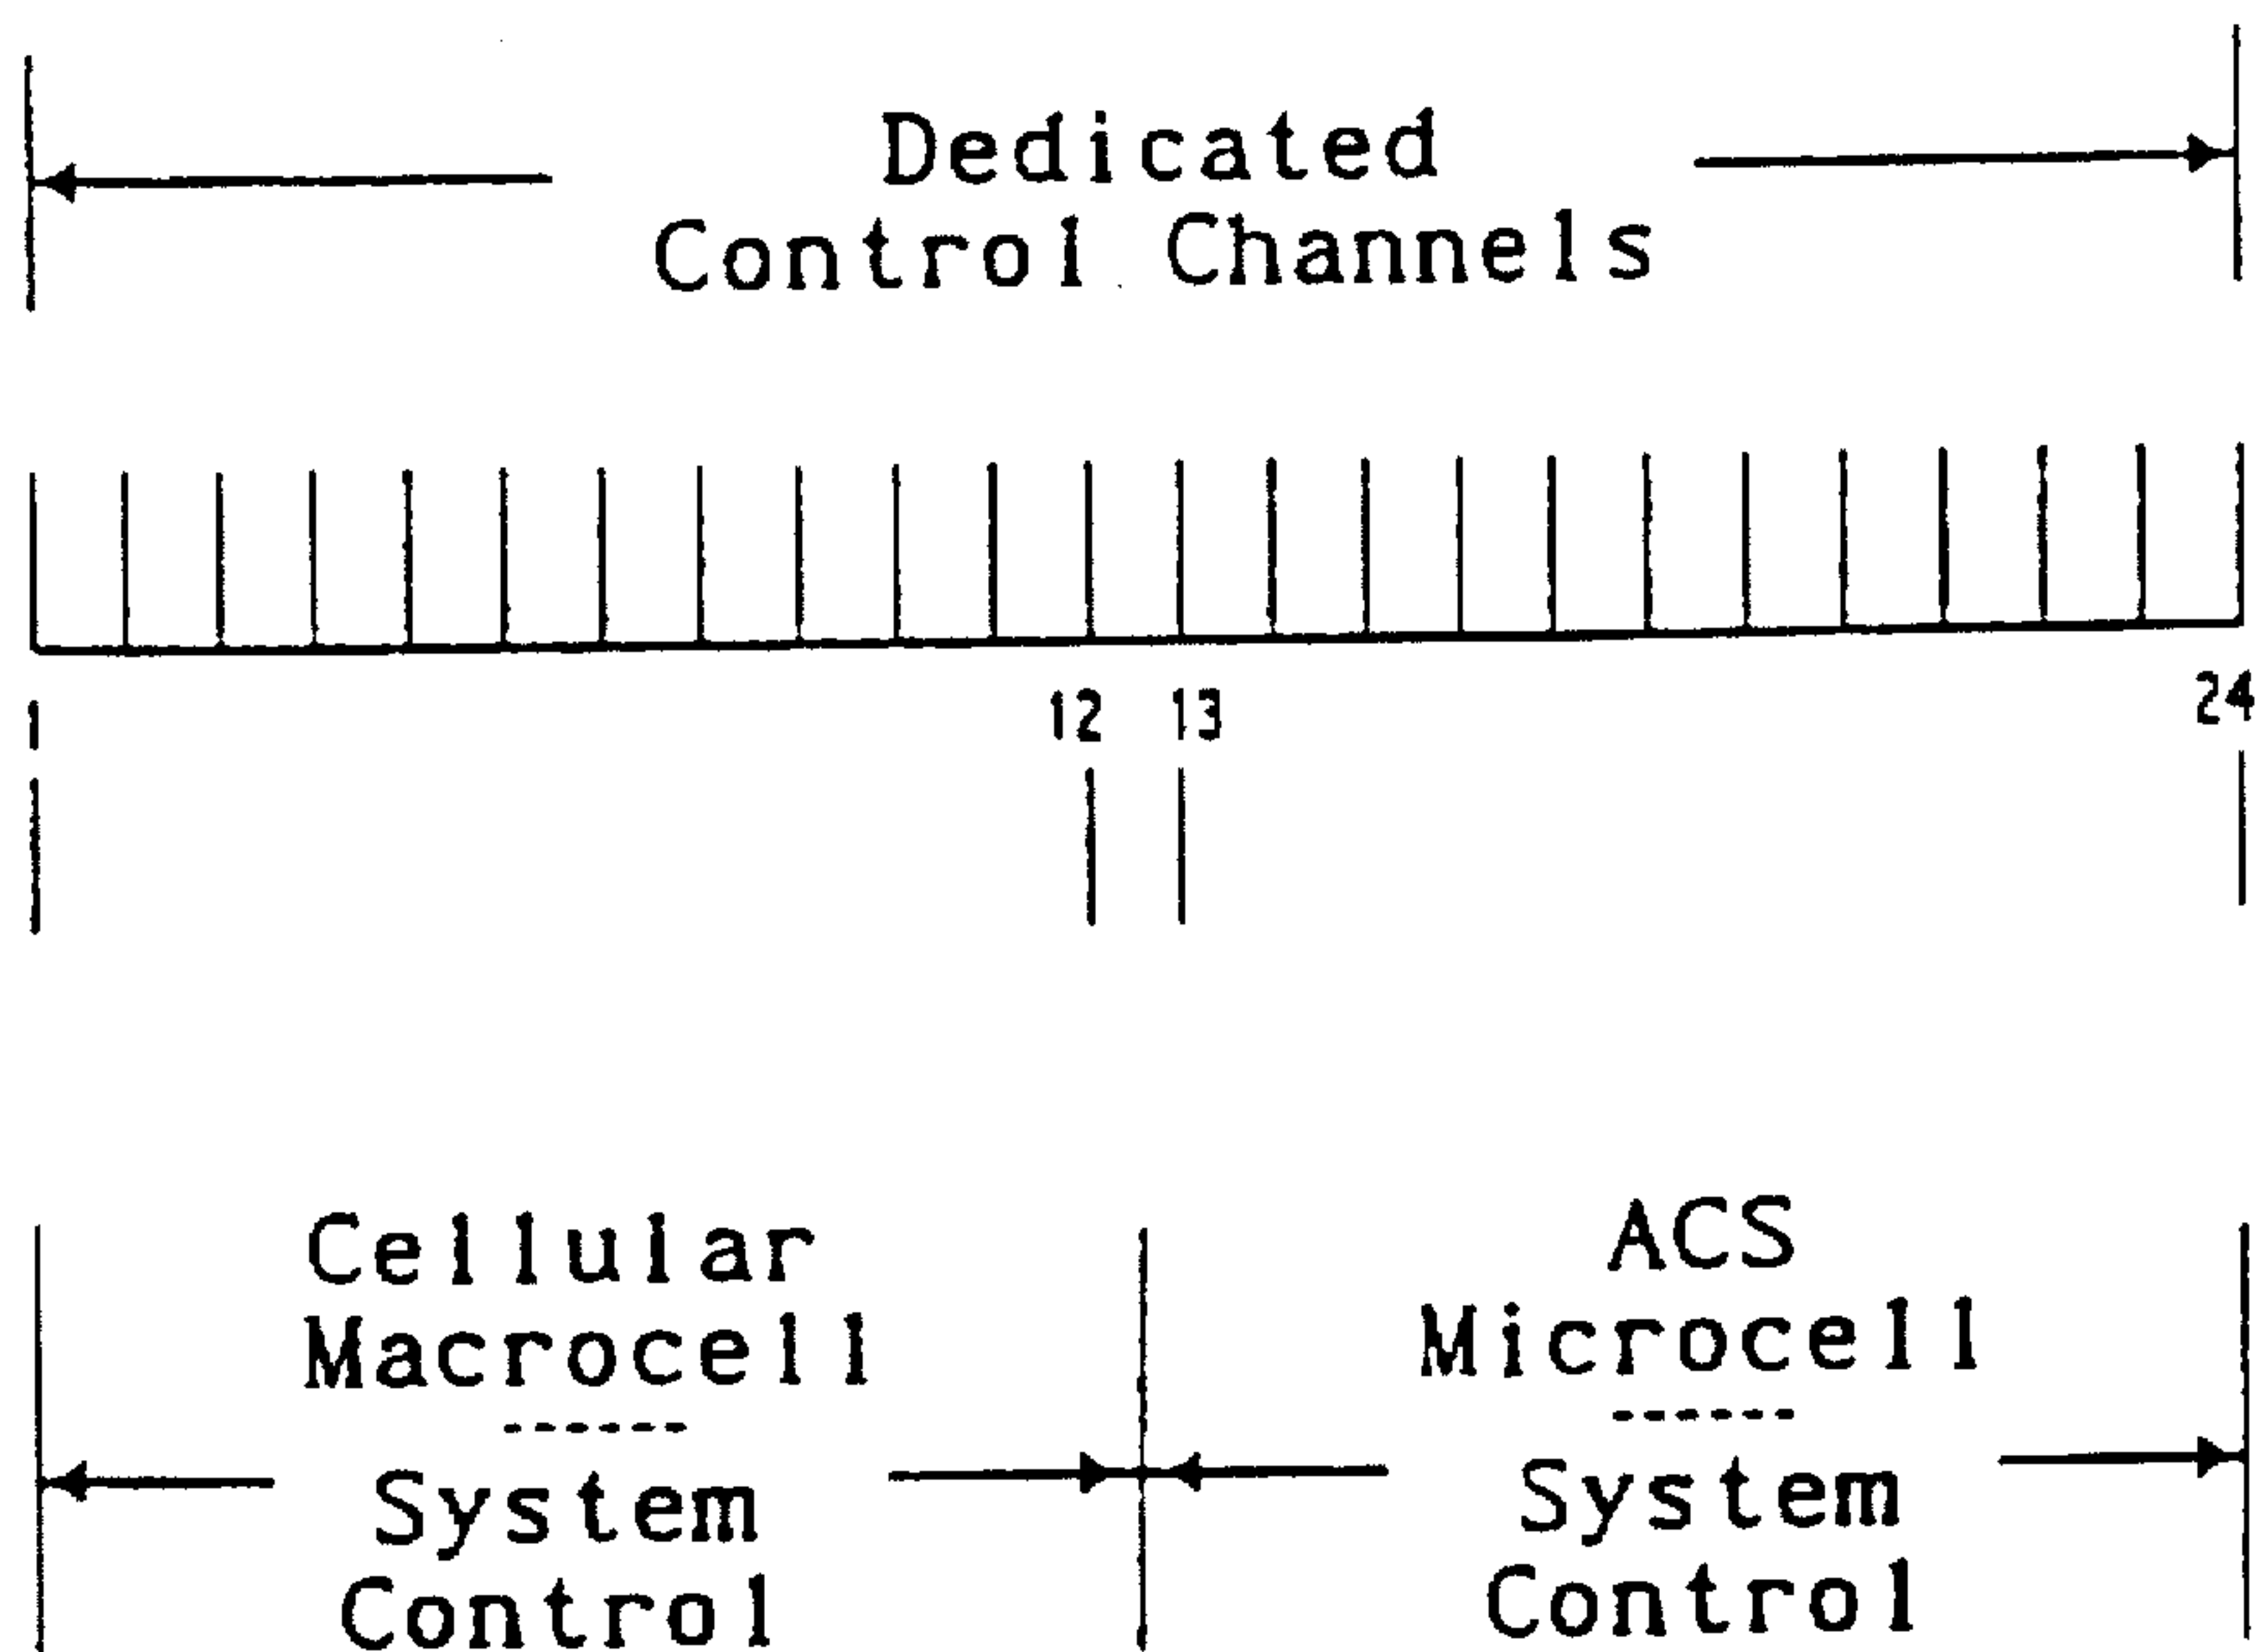 Dedicated
Control Channels
1 12 13 24
Cellular
Macrocell
------
System
Control
ACS
Microcell
------
System
Control